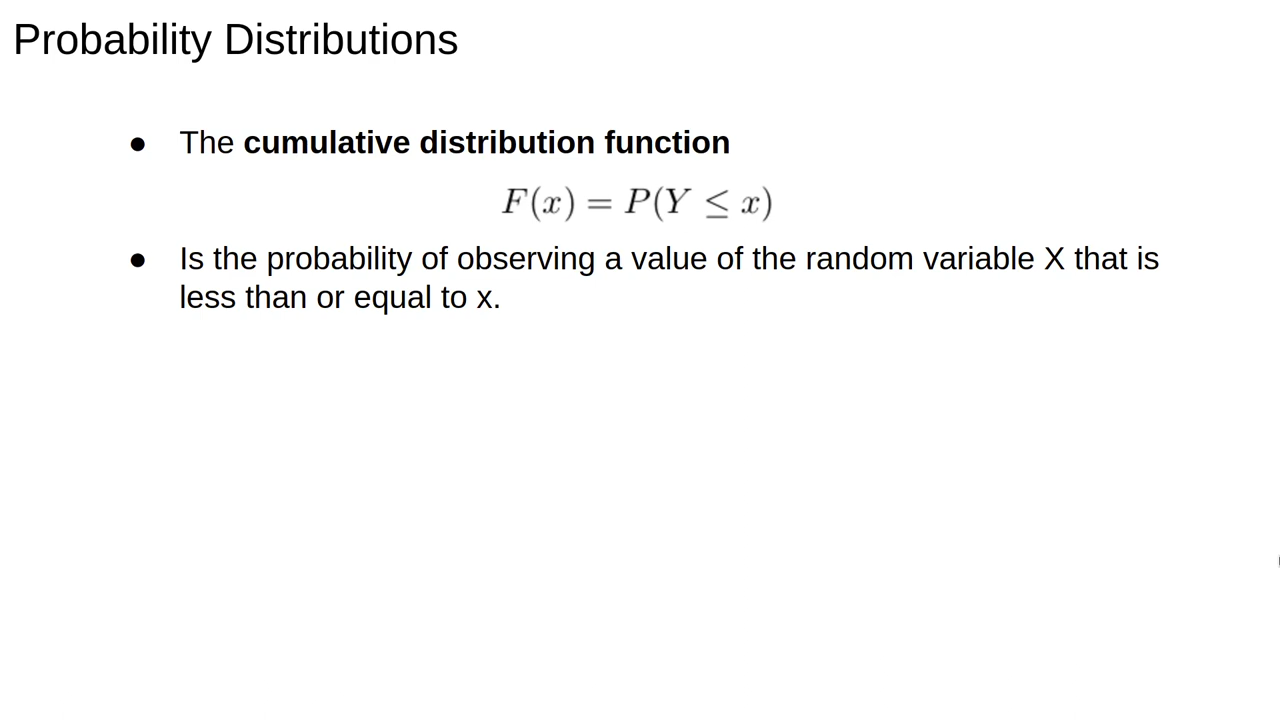 Probability Distributions
● The cumulative distribution function
F(x) = P(Y ≤ x)
● Is the probability of observing a value of the random variable X that is
less than or equal to x.